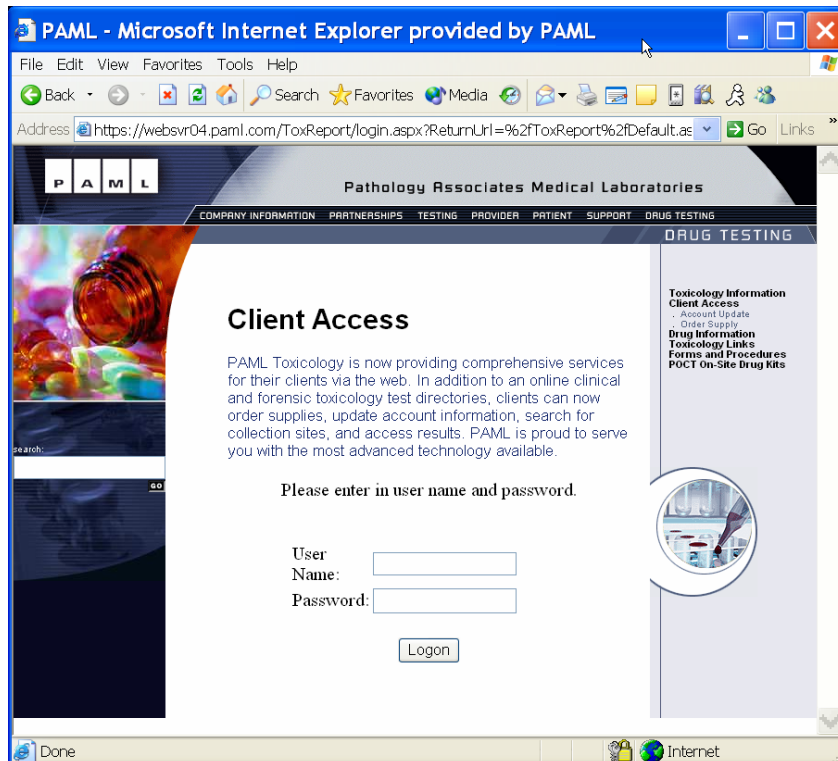 PAML - Microsoft Internet Explorer provided by PAML
File Edit View Favorites Tools Help
Back Search Favorites Media
Address https://websvr04.paml.com/ToxReport/login.aspx?ReturnUrl=%2fToxReport%2fDefault.as Go Links »
PAML
Pathology Associates Medical Laboratories
COMPANY INFORMATION PARTNERSHIPS TESTING PROVIDER PATIENT SUPPORT DRUG TESTING
DRUG TESTING
Toxicology Information
Client Access
. Account Update
. Order Supply
Drug Information
Toxicology Links
Forms and Procedures
POCT On-Site Drug Kits
Client Access
PAML Toxicology is now providing comprehensive services
for their clients via the web. In addition to an online clinical
and forensic toxicology test directories, clients can now
order supplies, update account information, search for
collection sites, and access results. PAML is proud to serve
you with the most advanced technology available.
search:
GO
Please enter in user name and password.
User
Name:
Password:
Logon
Done Internet